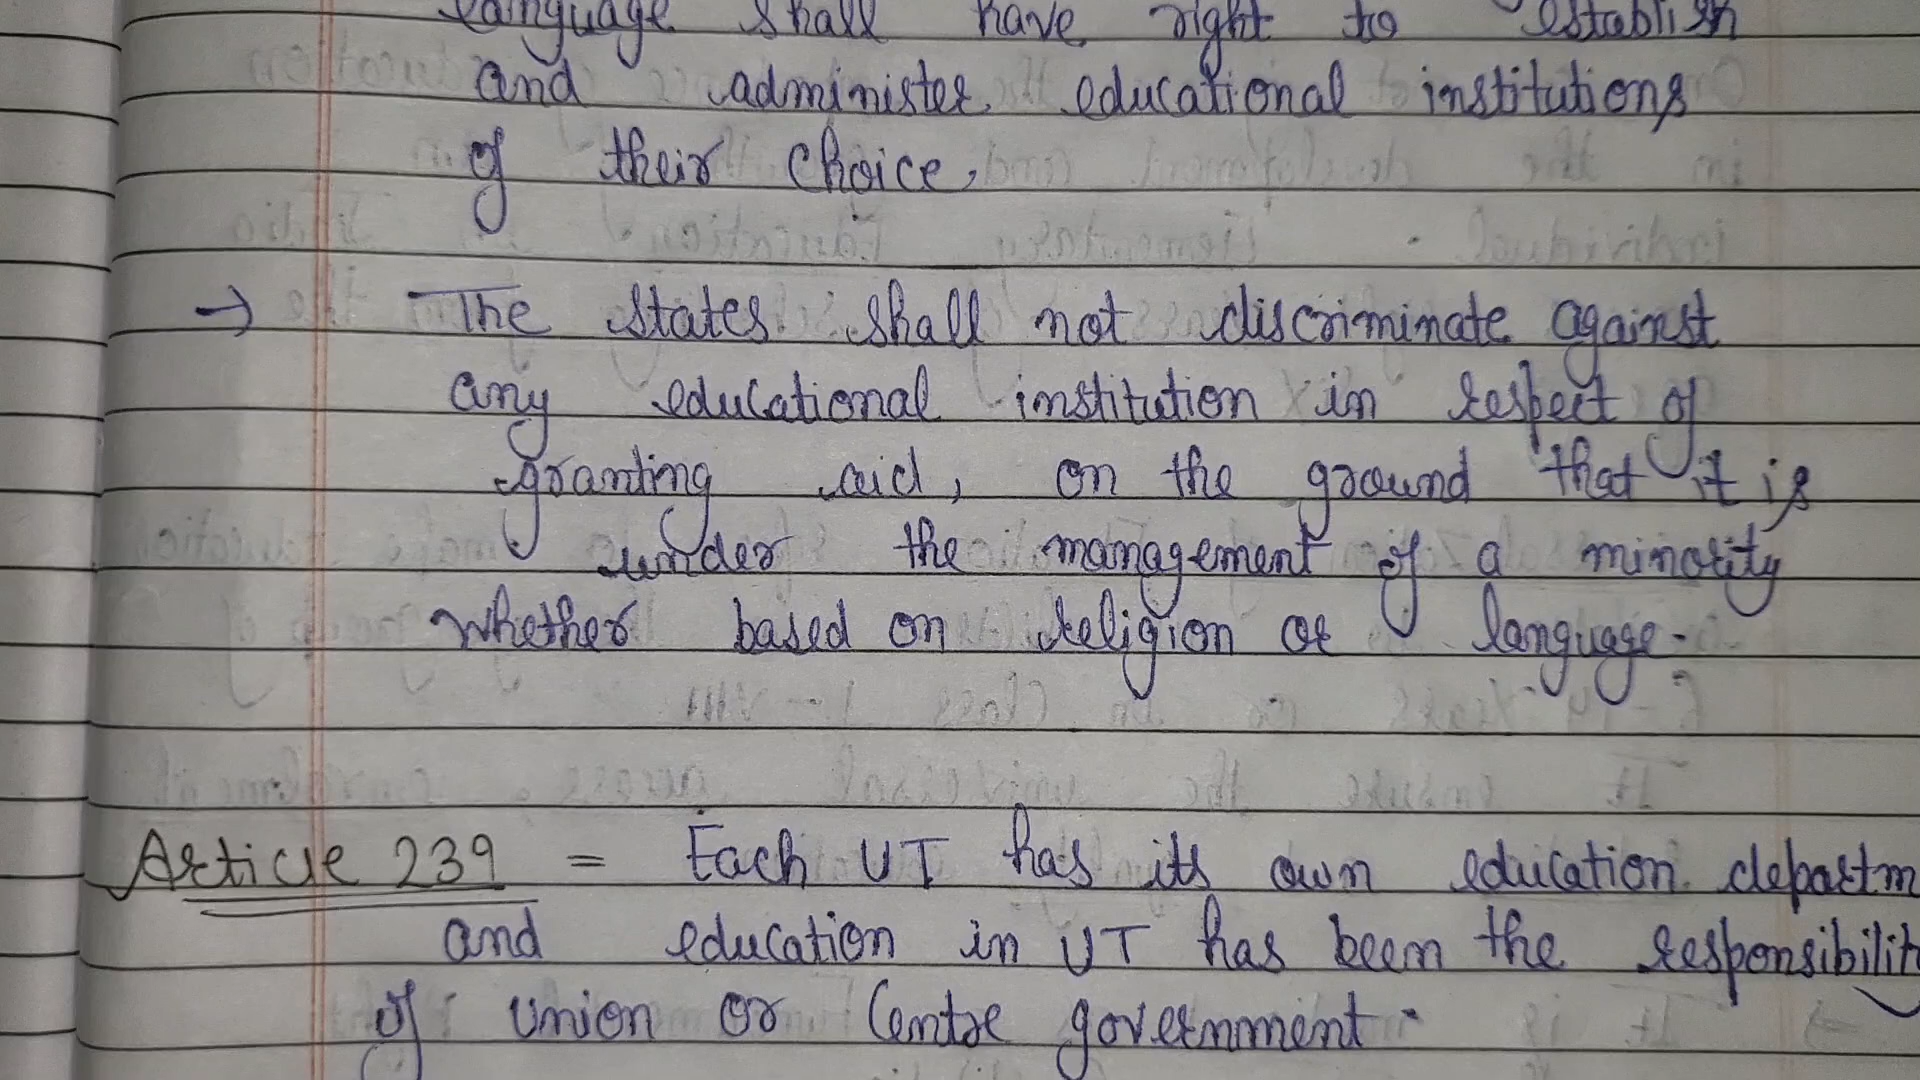 language shall have right to establish
and administer educational institutions
of their choice.
→ The states shall not discriminate against
any educational institution in respect of
granting aid, on the ground that it is
under the management of a minority
whether based on religion or language.
Article 239 = Each UT has its own education departm
and education in UT has been the responsibilit
of union or Centre government.